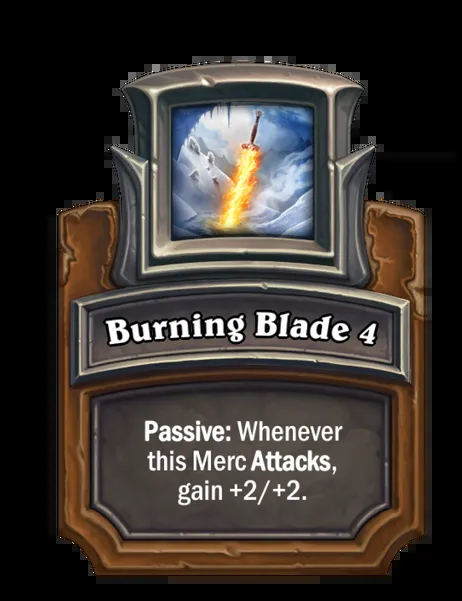 Burning Blade 4
Passive: Whenever
this Merc Attacks,
gain +2/+2.